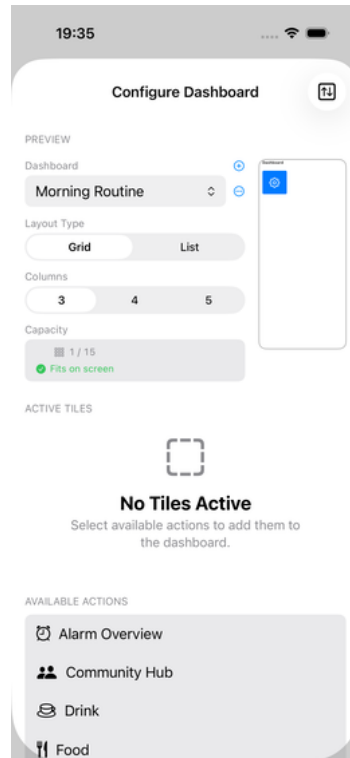 19:35
Configure Dashboard
PREVIEW
Dashboard
Morning Routine
Layout Type
Grid
List
Columns
3
4
5
Capacity
1 / 15
Fits on screen
Dashboard
ACTIVE TILES
No Tiles Active
Select available actions to add them to
the dashboard.
AVAILABLE ACTIONS
Alarm Overview
Community Hub
Drink
Food